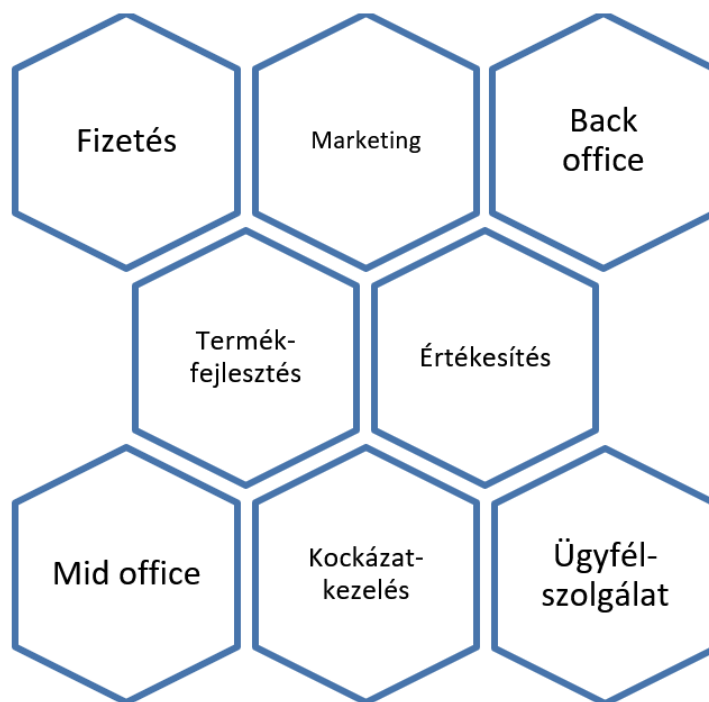 Fizetés
Marketing
Back
office
Termék-
fejlesztés
Értékesítés
Mid office
Kockázat-
kezelés
Ügyfél-
szolgálat